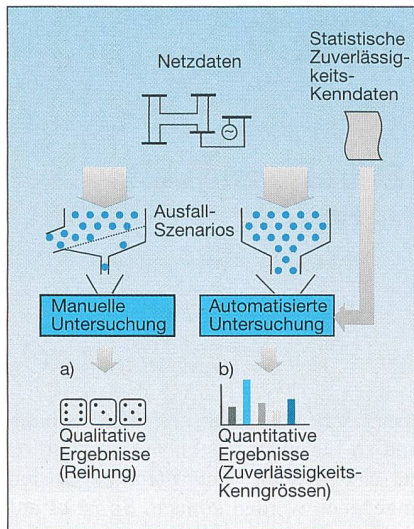 Netzdaten
Statistische
Zuverlässig-
keits-
Kenndaten
Ausfall-
Szenarios
Manuelle
Untersuchung
Automatisierte
Untersuchung
a)
Qualitative
Ergebnisse
(Reihung)
b)
Quantitative
Ergebnisse
(Zuverlässigkeits-
Kenngrössen)